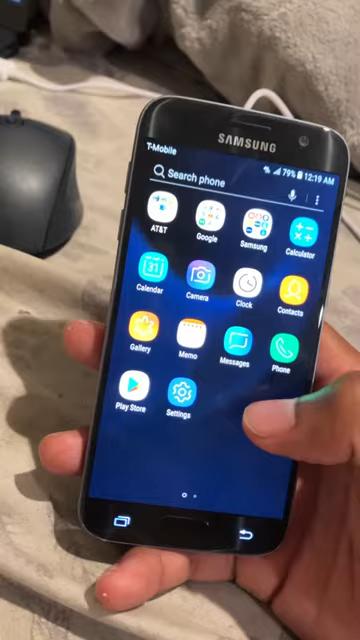 SAMSUNG
T-Mobile
79% 12:19 AM
Search phone
AT&T
Google
Samsung
Calculator
31
Calendar
Camera
Clock
Contacts
Gallery
Memo
Messages
Phone
Play Store
Settings